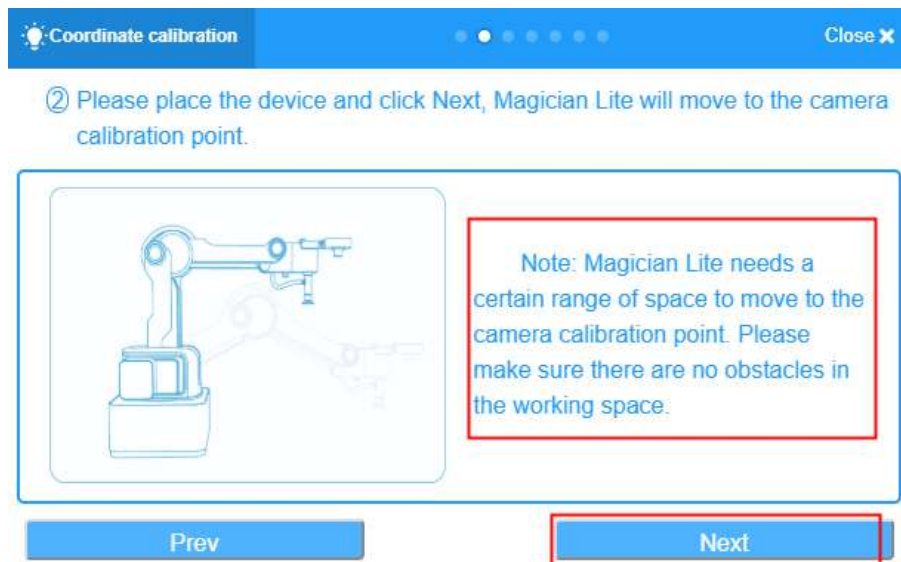 Coordinate calibration
Close ×
② Please place the device and click Next, Magician Lite will move to the camera
calibration point.
Note: Magician Lite needs a
certain range of space to move to the
camera calibration point. Please
make sure there are no obstacles in
the working space.
Prev
Next